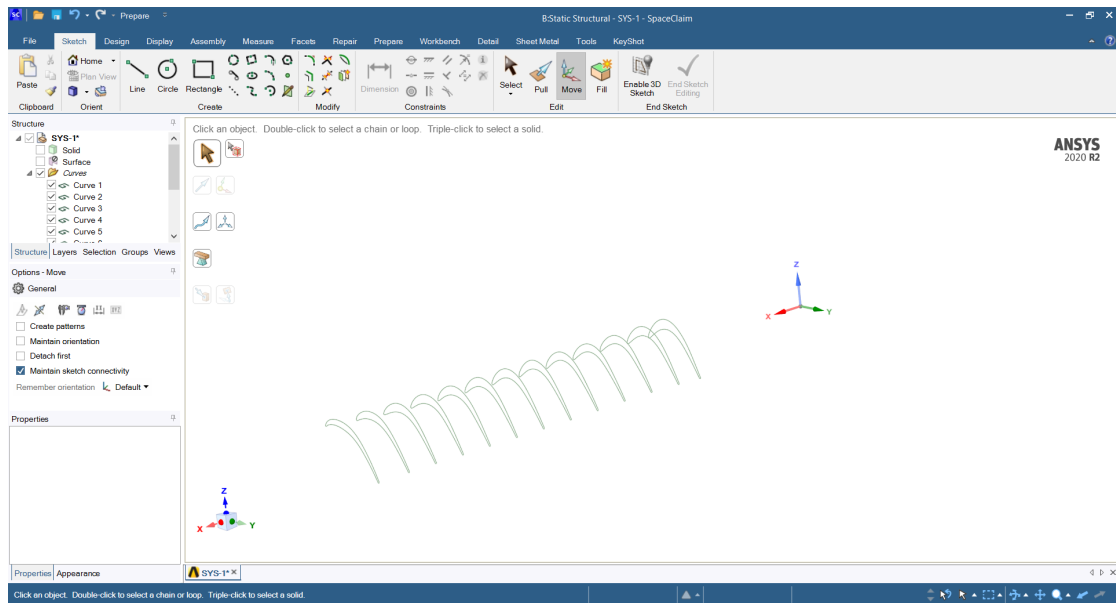 Prepare
B:Static Structural - SYS-1 - SpaceClaim
File Sketch Design Display Assembly Measure Facets Repair Prepare Workbench Detail Sheet Metal Tools KeyShot
Paste
Home
Plan View
Line Circle Rectangle
Dimension
Select Pull Move Fill
Enable 3D Sketch
End Sketch Editing
Clipboard Orient Create Modify Constraints Edit End Sketch
Structure
SYS-1*
Solid
Surface
Curves
Curve 1
Curve 2
Curve 3
Curve 4
Curve 5
Structure Layers Selection Groups Views
Options - Move
General
Create patterns
Maintain orientation
Detach first
Maintain sketch connectivity
Remember orientation Default
Properties
Properties Appearance
Click an object. Double-click to select a chain or loop. Triple-click to select a solid.
ANSYS
2020 R2
Z
X
Y
Z
X
Y
SYS-1*
Click an object. Double-click to select a chain or loop. Triple-click to select a solid.